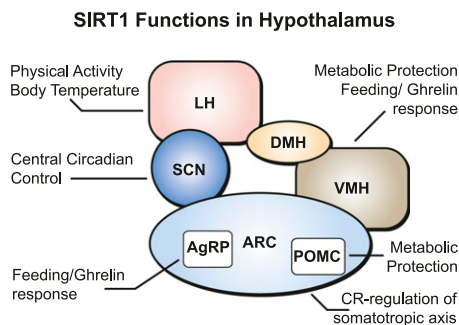 SIRT1 Functions in Hypothalamus
Physical Activity
Body Temperature
Metabolic Protection
Feeding/ Ghrelin
response
LH
DMH
Central Circadian
Control
SCN
VMH
AgRP
ARC
POMC
Metabolic
Protection
Feeding/Ghrelin
response
CR-regulation of
somatotropic axis